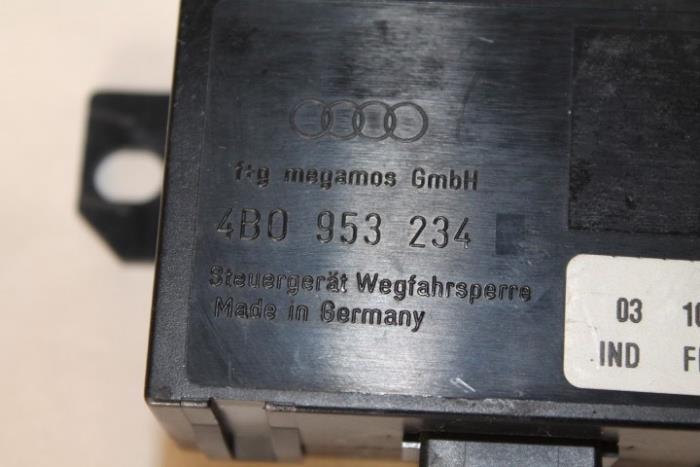 f+g megamos GmbH
4B0 953 234
Steuergerät Wegfahrsperre
Made in Germany
03
IND